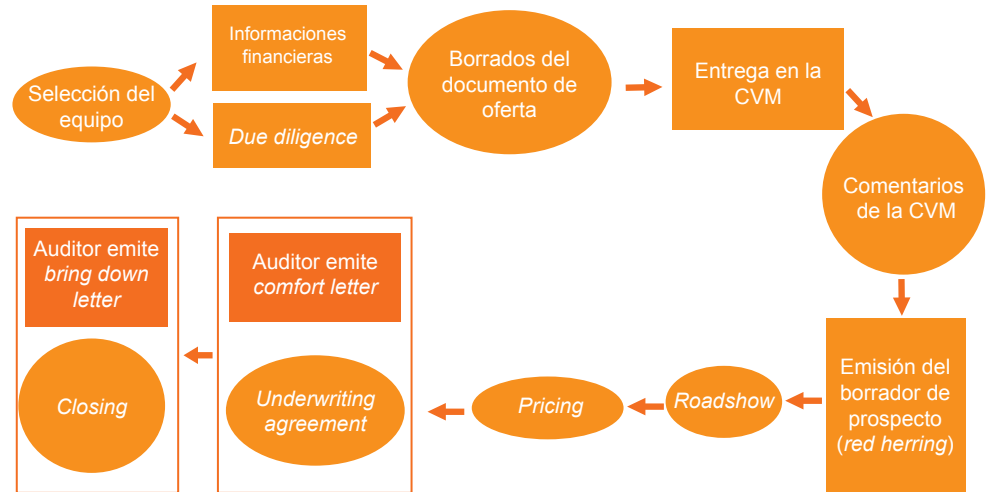 Selección del
equipo
Informaciones
financieras
Due diligence
Borrados del
documento de
oferta
Entrega en la
CVM
Comentarios
de la CVM
Emisión del
borrador de
prospecto
(red herring)
Roadshow
Pricing
Auditor emite
comfort letter
Underwriting
agreement
Auditor emite
bring down
letter
Closing